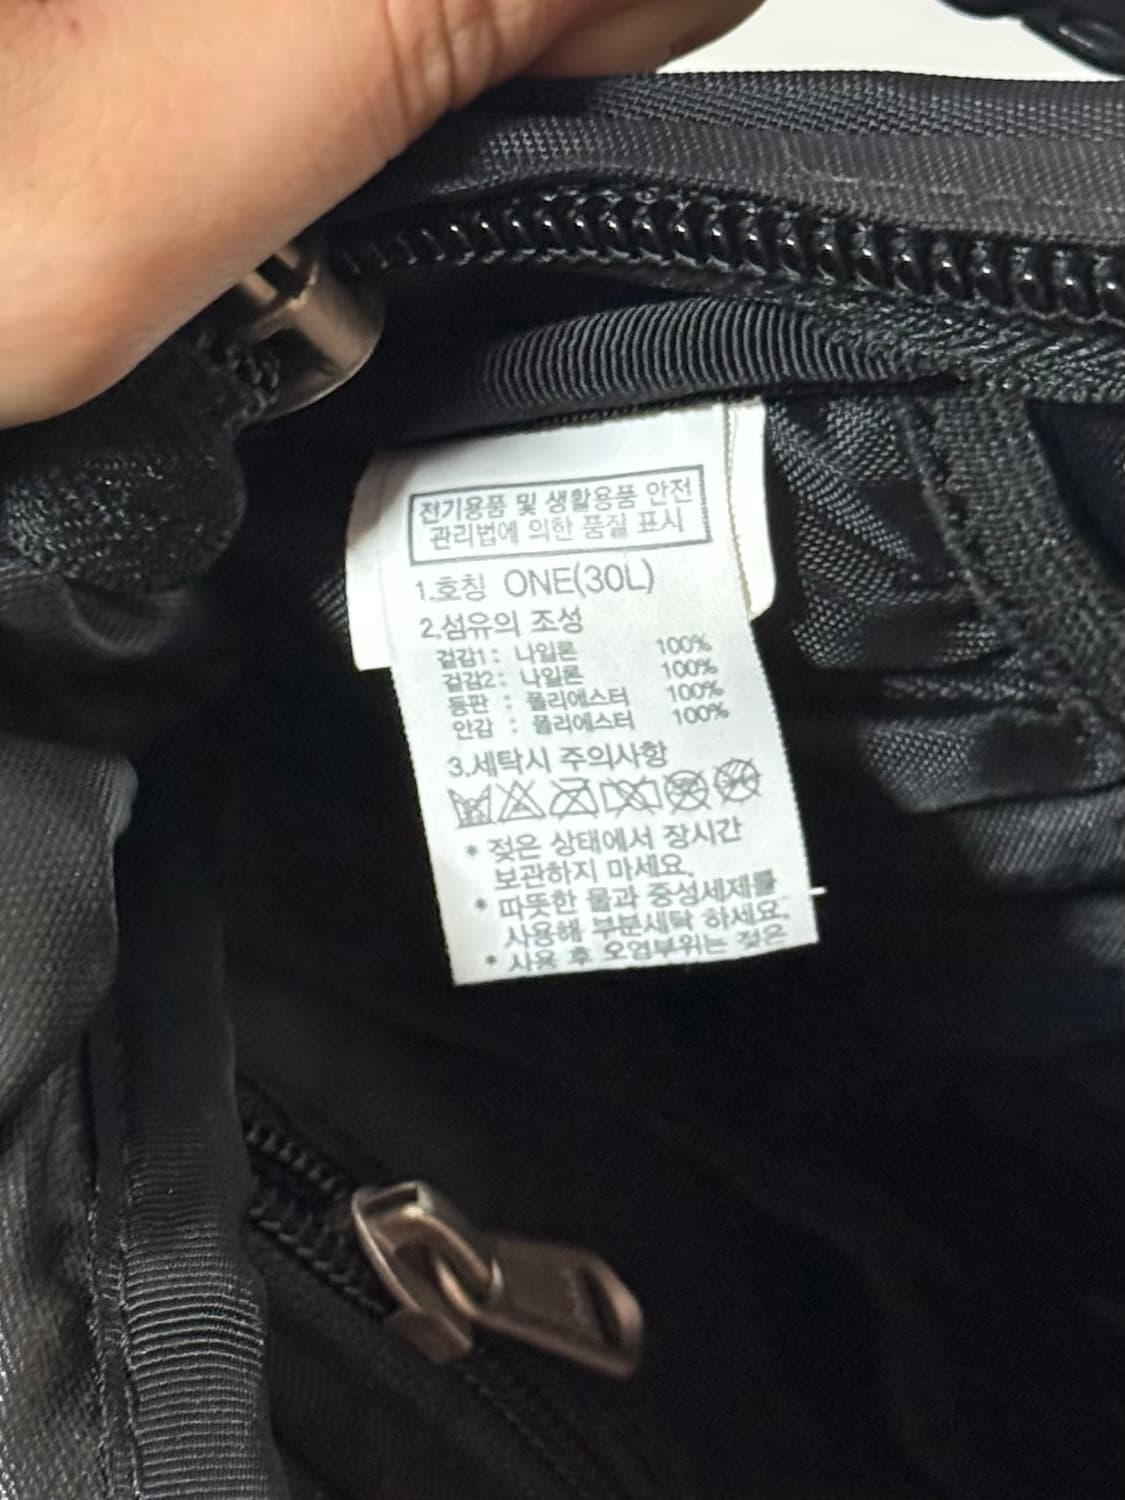 전기용품 및 생활용품 안전
관리법에 의한 품질 표시
1.호칭 ONE(30L)
2.섬유의 조성
겉감1 : 나일론 100%
겉감2 : 나일론 100%
등판 : 폴리에스터 100%
안감 : 폴리에스터 100%
3.세탁시 주의사항
* 젖은 상태에서 장시간
보관하지 마세요.
* 따뜻한 물과 중성세제를
사용해 부분세탁 하세요.
* 사용 후 오염부위는 젖은